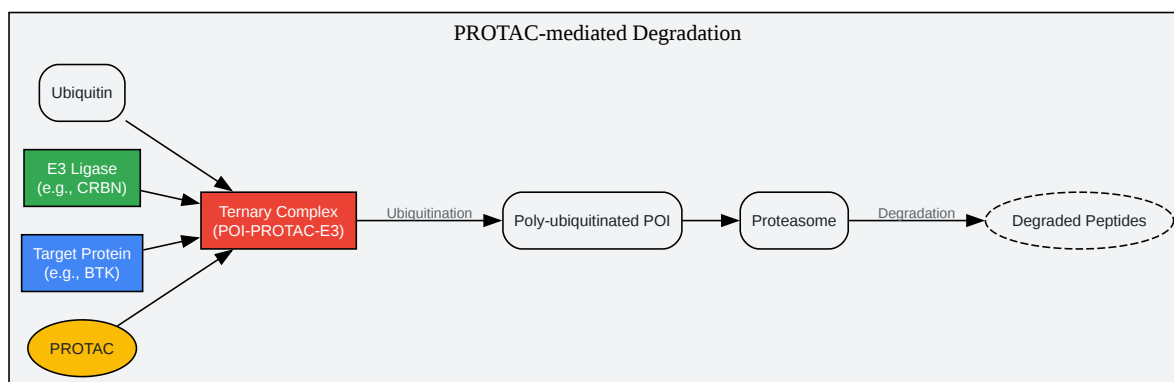 PROTAC-mediated Degradation
Ubiquitin
E3 Ligase
(e.g., CRBN)
Target Protein
(e.g., BTK)
PROTAC
Ternary Complex
(POI-PROTAC-E3)
Ubiquitination
Poly-ubiquitinated POI
Proteasome
Degradation
Degraded Peptides